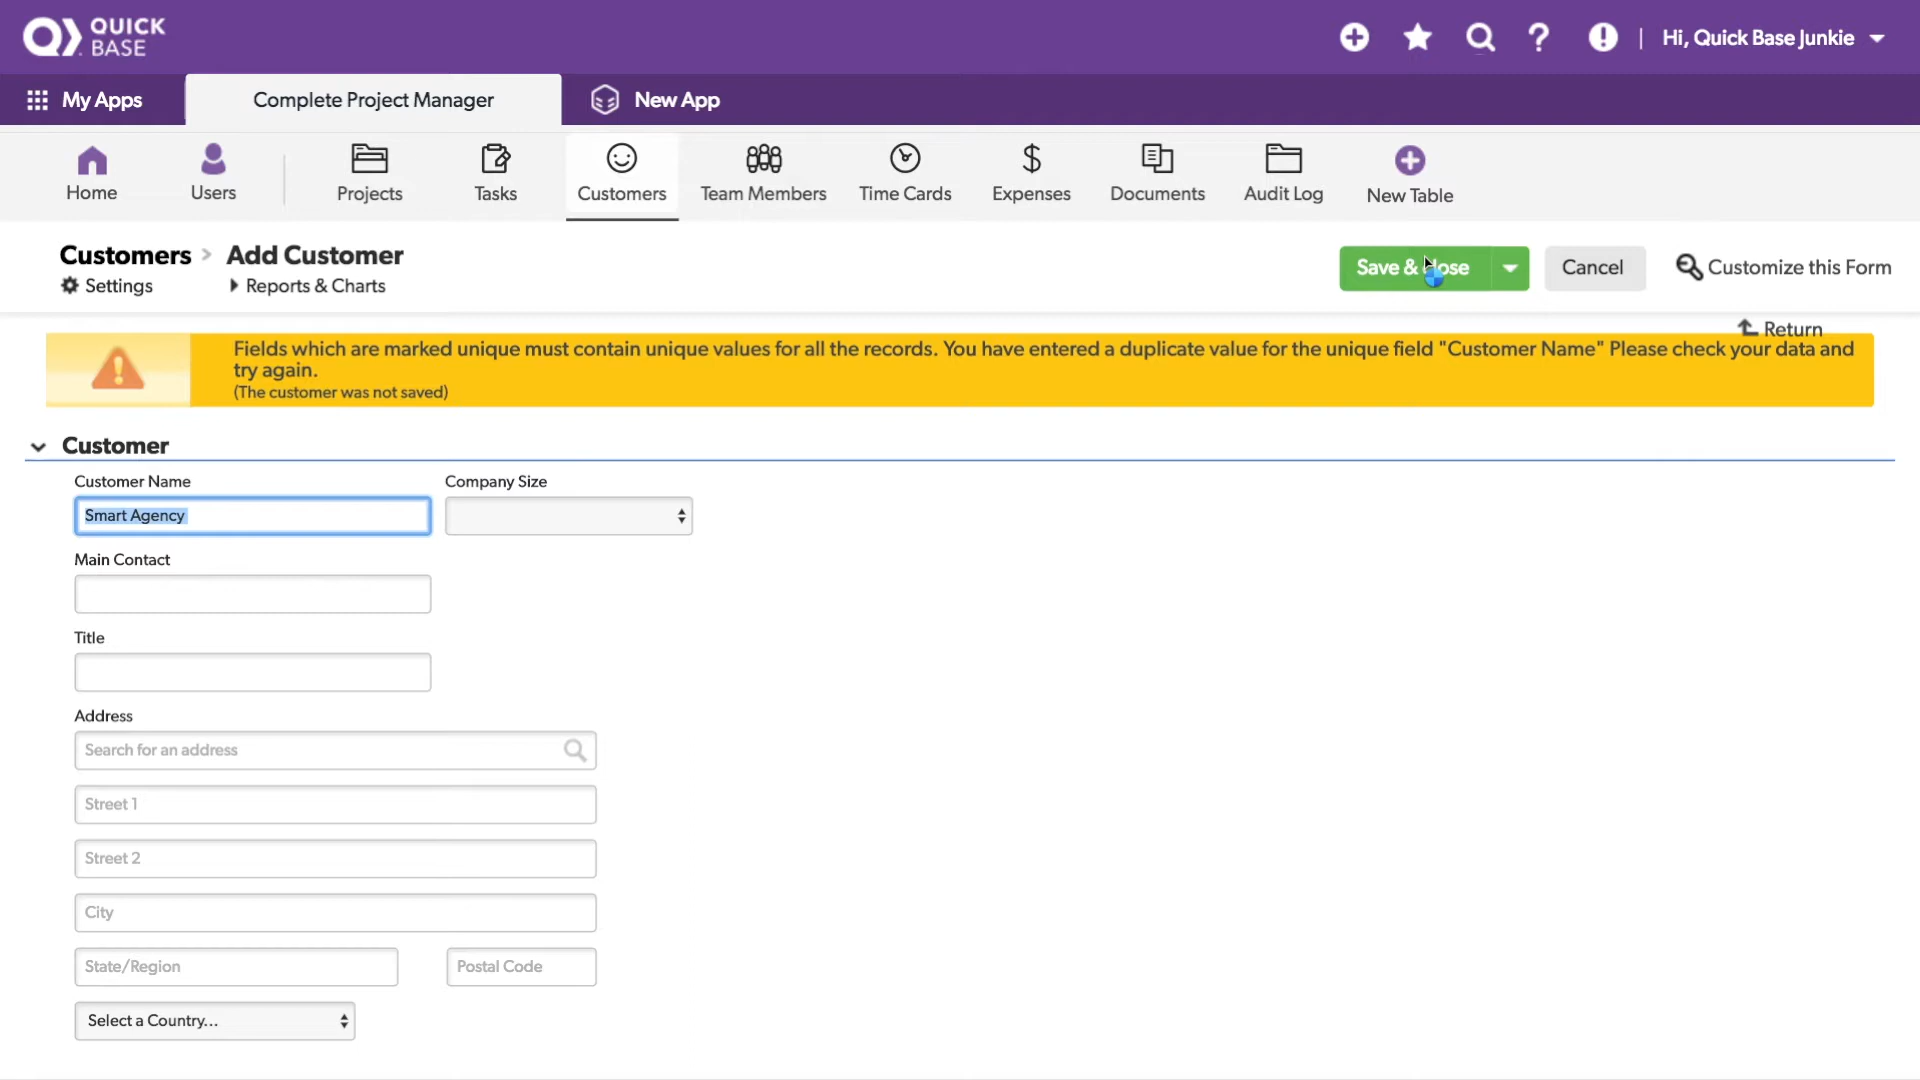 QUICK
BASE
Hi, Quick Base Junkie
My Apps
Complete Project Manager
New App
Home
Users
Projects
Tasks
Customers
Team Members
Time Cards
Expenses
Documents
Audit Log
New Table
Customers > Add Customer
Settings
Reports & Charts
Save & Close
Cancel
Customize this Form
Return
Fields which are marked unique must contain unique values for all the records. You have entered a duplicate value for the unique field "Customer Name" Please check your data and
try again.
(The customer was not saved)
Customer
Customer Name
Company Size
Smart Agency
Main Contact
Title
Address
Search for an address
Street 1
Street 2
City
State/Region
Postal Code
Select a Country...